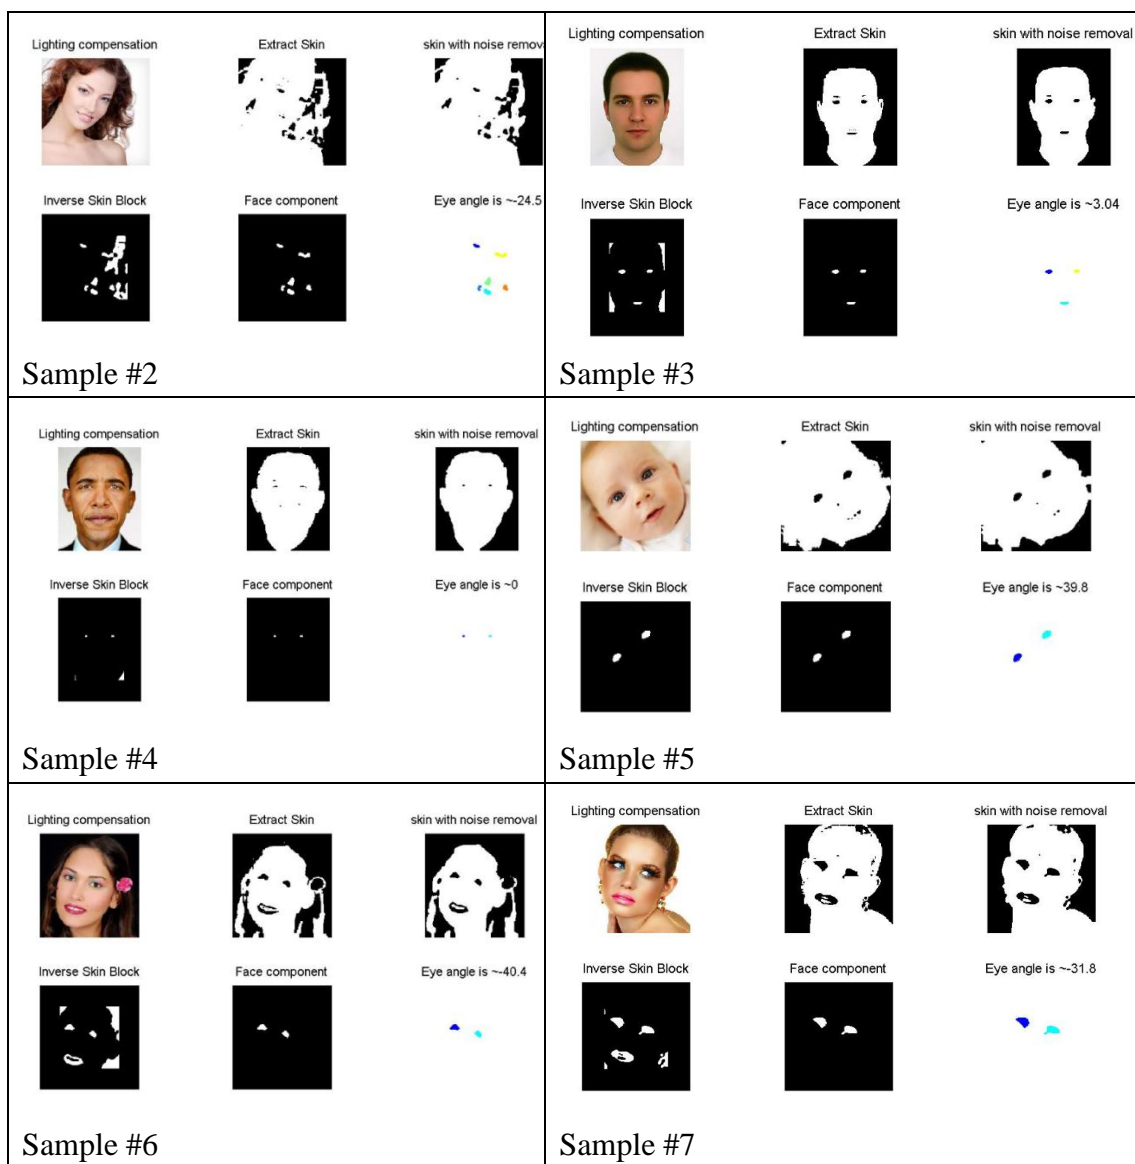 Lighting compensation Extract Skin skin with noise remova
Inverse Skin Block Face component Eye angle is ~-24.5
Sample #2
Lighting compensation Extract Skin skin with noise removal
Inverse Skin Block Face component Eye angle is ~3.04
Sample #3
Lighting compensation Extract Skin skin with noise removal
Inverse Skin Block Face component Eye angle is ~0
Sample #4
Lighting compensation Extract Skin skin with noise removal
Inverse Skin Block Face component Eye angle is ~39.8
Sample #5
Lighting compensation Extract Skin skin with noise removal
Inverse Skin Block Face component Eye angle is ~-40.4
Sample #6
Lighting compensation Extract Skin skin with noise removal
Inverse Skin Block Face component Eye angle is ~-31.8
Sample #7